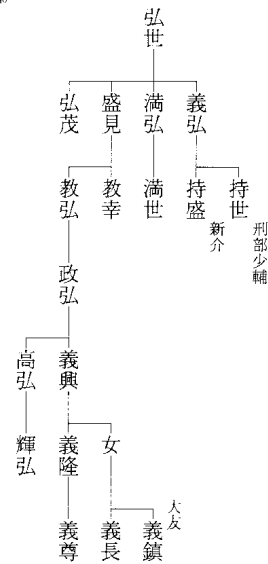 弘世
義弘
満弘
盛見
弘茂
持世
刑部少輔
持盛
新介
満世
教幸
教弘
政弘
義興
高弘
女
義隆
輝弘
大友
義鎮
義長
義尊